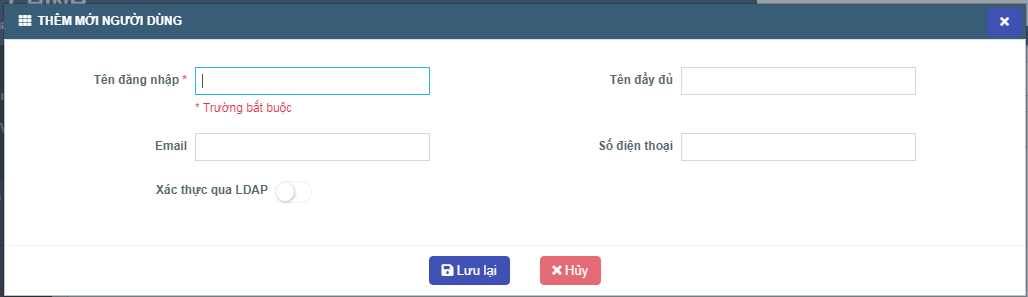 THÊM MỚI NGƯỜI DÙNG
Tên đăng nhập *
Tên đầy đủ
* Trường bắt buộc
Email
Số điện thoại
Xác thực qua LDAP
Lưu lại
Hủy